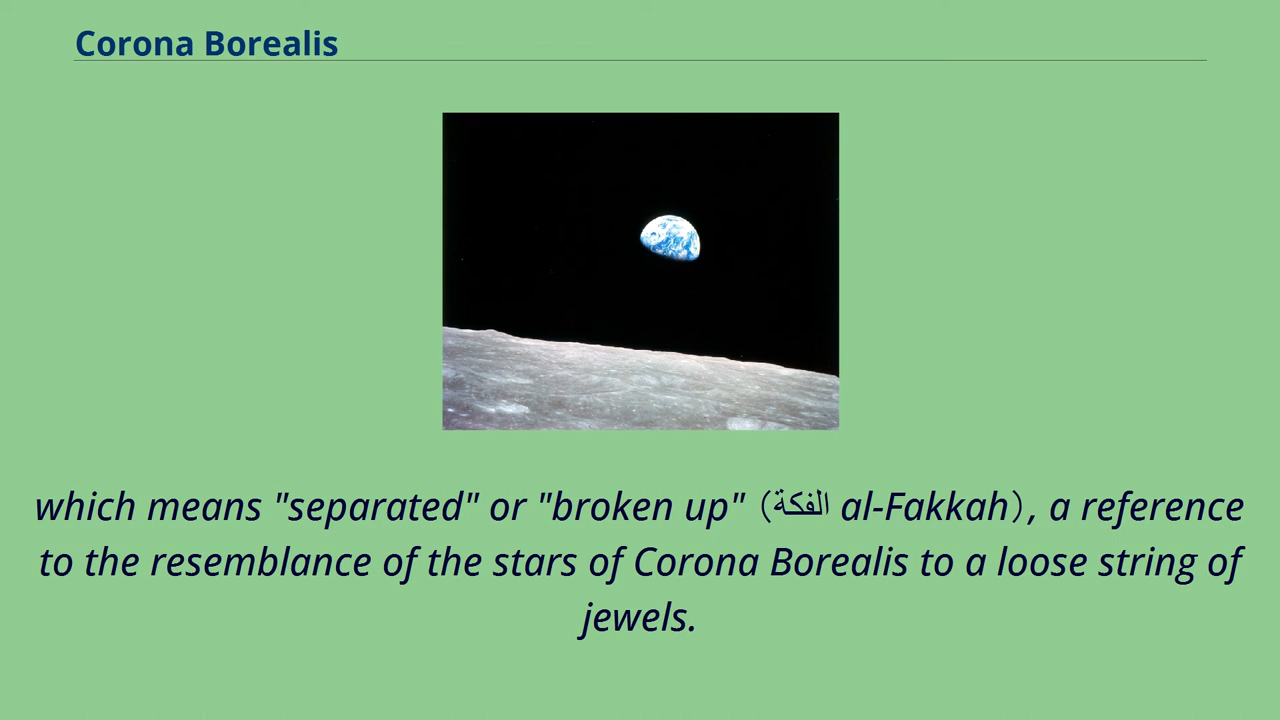 Corona Borealis
which means "separated" or "broken up" (الفكة al-Fakkah), a reference
to the resemblance of the stars of Corona Borealis to a loose string of
jewels.